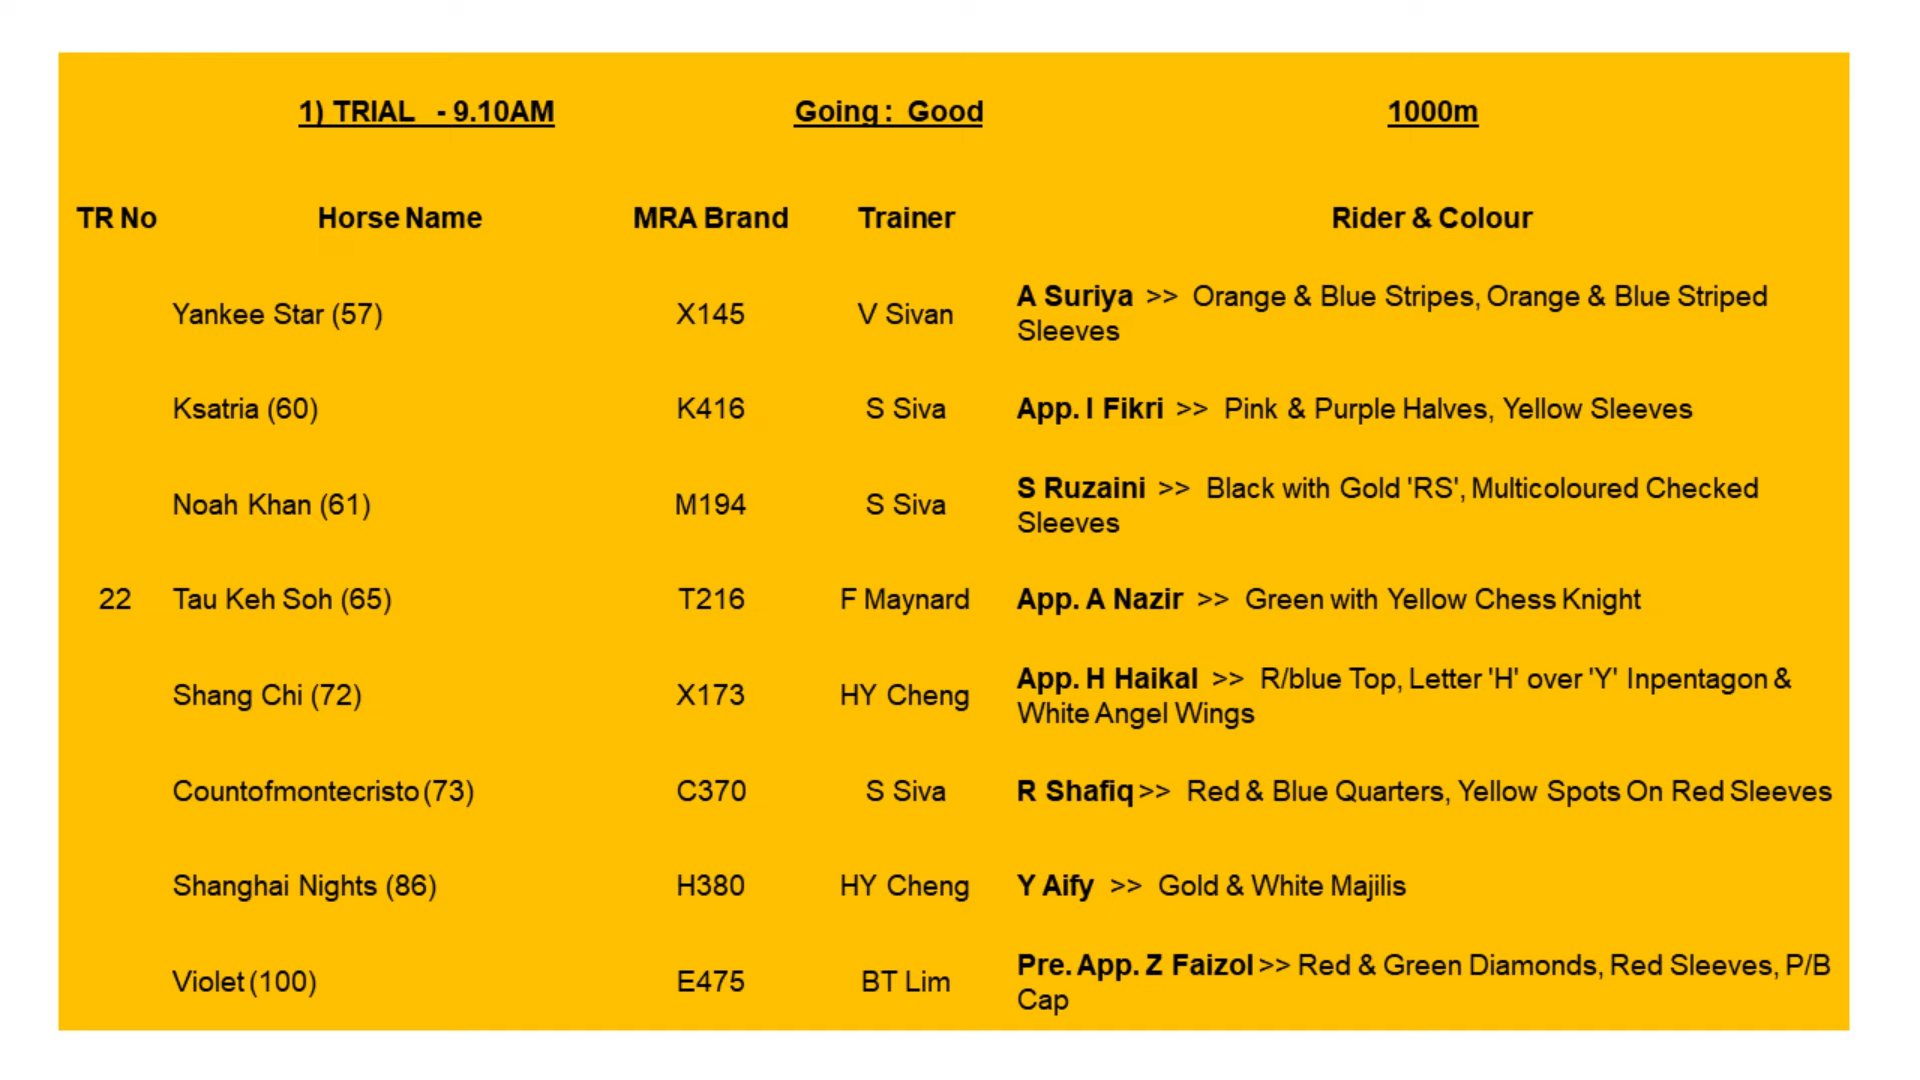 1) TRIAL - 9.10AM Going : Good 1000m
TR No Horse Name MRA Brand Trainer Rider & Colour
Yankee Star (57) X145 V Sivan A Suriya >> Orange & Blue Stripes, Orange & Blue Striped
Sleeves
Ksatria (60) K416 S Siva App. I Fikri >> Pink & Purple Halves, Yellow Sleeves
Noah Khan (61) M194 S Siva S Ruzaini >> Black with Gold 'RS', Multicoloured Checked
Sleeves
22 Tau Keh Soh (65) T216 F Maynard App. A Nazir >> Green with Yellow Chess Knight
Shang Chi (72) X173 HY Cheng App. H Haikal >> R/blue Top, Letter 'H' over 'Y' Inpentagon &
White Angel Wings
Countofmontecristo (73) C370 S Siva R Shafiq >> Red & Blue Quarters, Yellow Spots On Red Sleeves
Shanghai Nights (86) H380 HY Cheng Y Aify >> Gold & White Majilis
Violet (100) E475 BT Lim Pre. App. Z Faizol >> Red & Green Diamonds, Red Sleeves, P/B
Cap